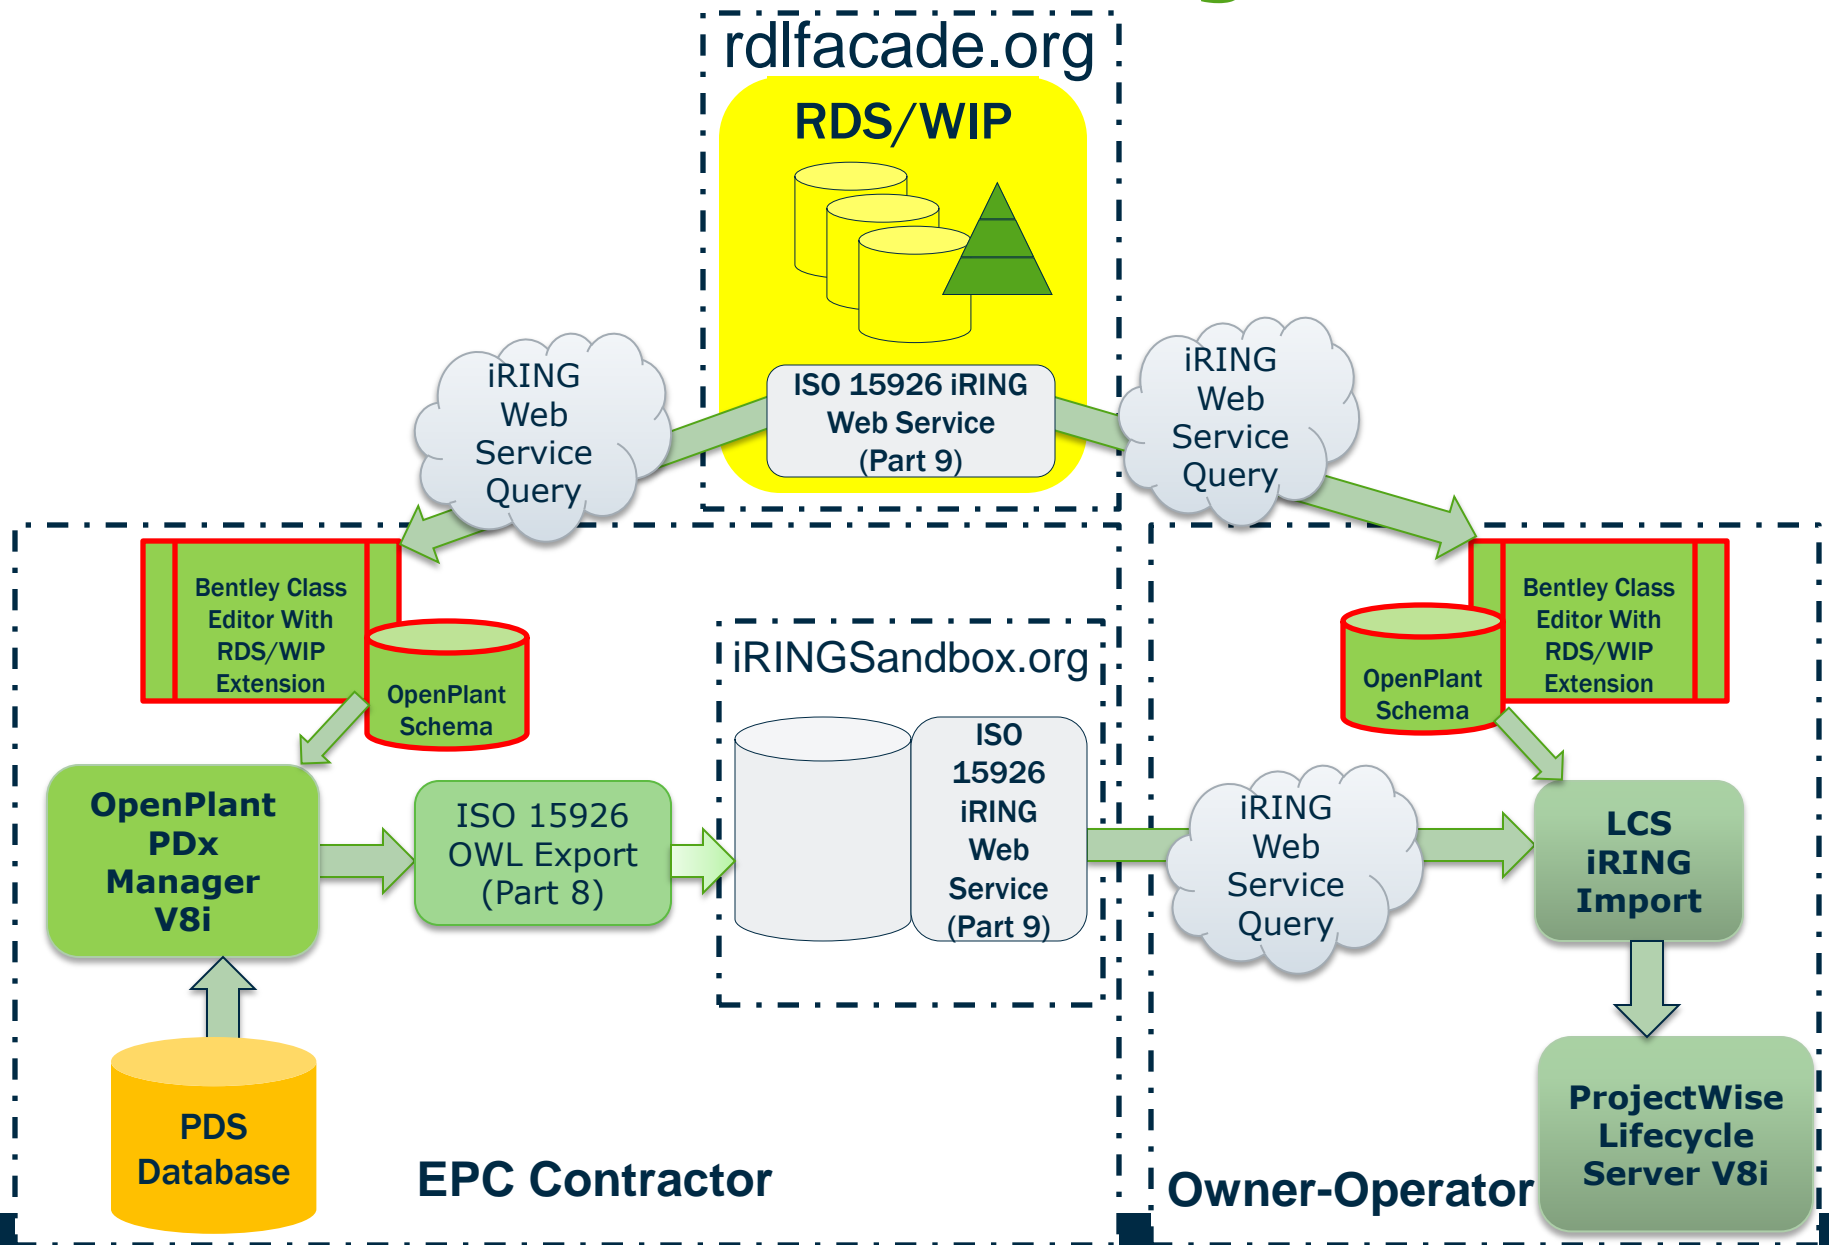 rdlfacade.org
RDS/WIP
ISO 15926 iRING
Web Service
(Part 9)
iRING
Web
Service
Query
iRING
Web
Service
Query
Bentley Class
Editor With
RDS/WIP
Extension
OpenPlant
Schema
iRINGSandbox.org
ISO
15926
iRING
Web
Service
(Part 9)
Bentley Class
Editor With
RDS/WIP
Extension
OpenPlant
Schema
OpenPlant
PDx
Manager
V8i
ISO 15926
OWL Export
(Part 8)
iRING
Web
Service
Query
LCS
iRING
Import
PDS
Database
EPC Contractor
Owner-Operator
ProjectWise
Lifecycle
Server V8i